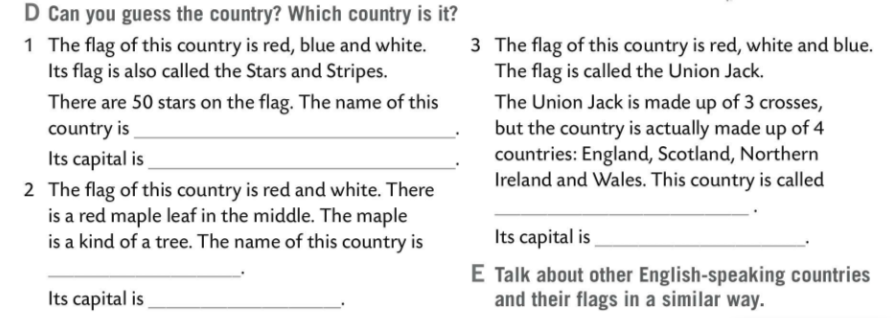 D Can you guess the country? Which country is it?
1 The flag of this country is red, blue and white.
Its flag is also called the Stars and Stripes.
There are 50 stars on the flag. The name of this
country is ____________________.
Its capital is ____________________.
2 The flag of this country is red and white. There
is a red maple leaf in the middle. The maple
is a kind of a tree. The name of this country is
____________________.
Its capital is ____________________.
3 The flag of this country is red, white and blue.
The flag is called the Union Jack.
The Union Jack is made up of 3 crosses,
but the country is actually made up of 4
countries: England, Scotland, Northern
Ireland and Wales. This country is called
____________________.
Its capital is ____________________.
E Talk about other English-speaking countries
and their flags in a similar way.